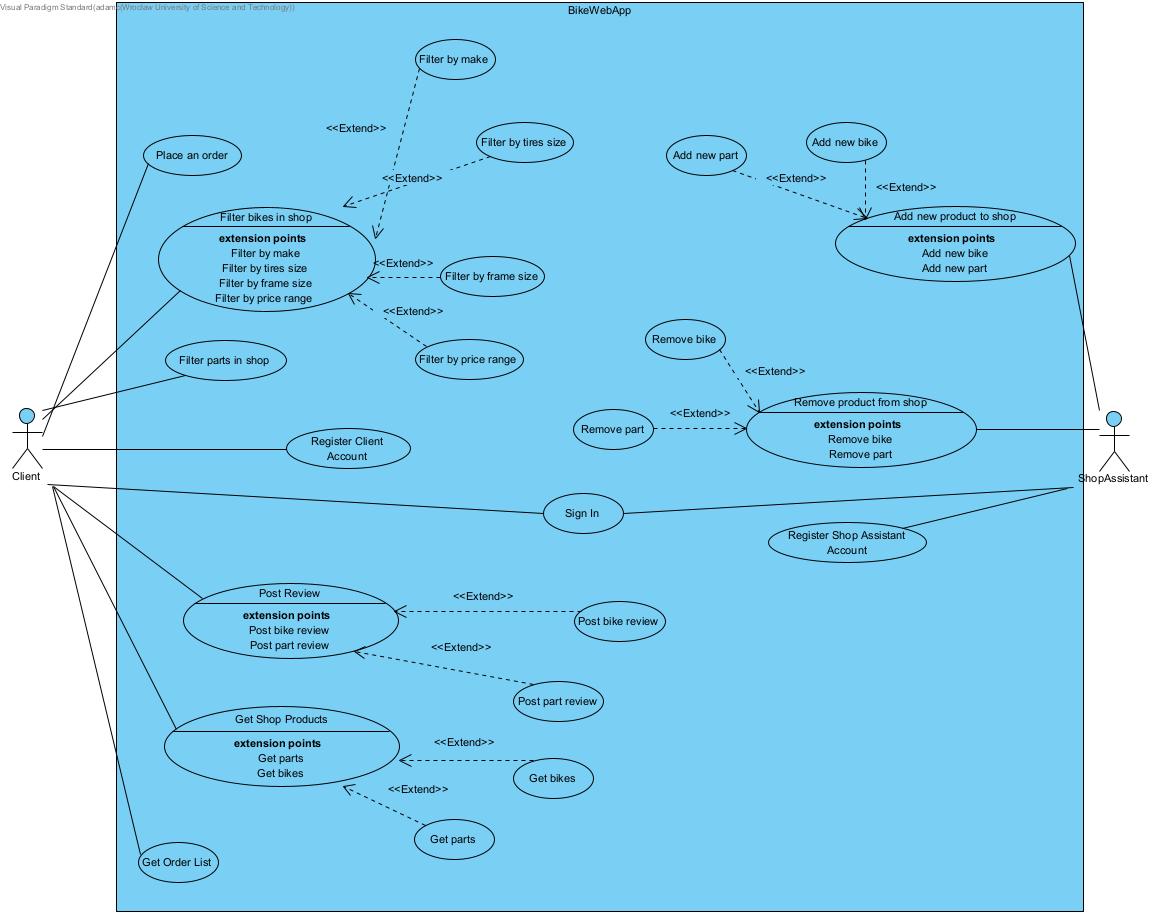 Visual Paradigm Standard(adamp(Wroclaw University of Science and Technology))
BikeWebApp
Filter by make
<<Extend>>
Filter by tires size
Place an order
<<Extend>>
Add new part
Add new bike
<<Extend>>
<<Extend>>
Filter bikes in shop
extension points
Filter by make
Filter by tires size
Filter by frame size
Filter by price range
Add new product to shop
extension points
Add new bike
Add new part
<<Extend>>
Filter by frame size
<<Extend>>
Filter by price range
Filter parts in shop
Remove bike
<<Extend>>
Remove product from shop
extension points
Remove bike
Remove part
<<Extend>>
Remove part
Register Client
Account
Client
ShopAssistant
Sign In
Register Shop Assistant
Account
Post Review
extension points
Post bike review
Post part review
<<Extend>>
Post bike review
<<Extend>>
Post part review
Get Shop Products
extension points
Get parts
Get bikes
<<Extend>>
Get bikes
<<Extend>>
Get parts
Get Order List